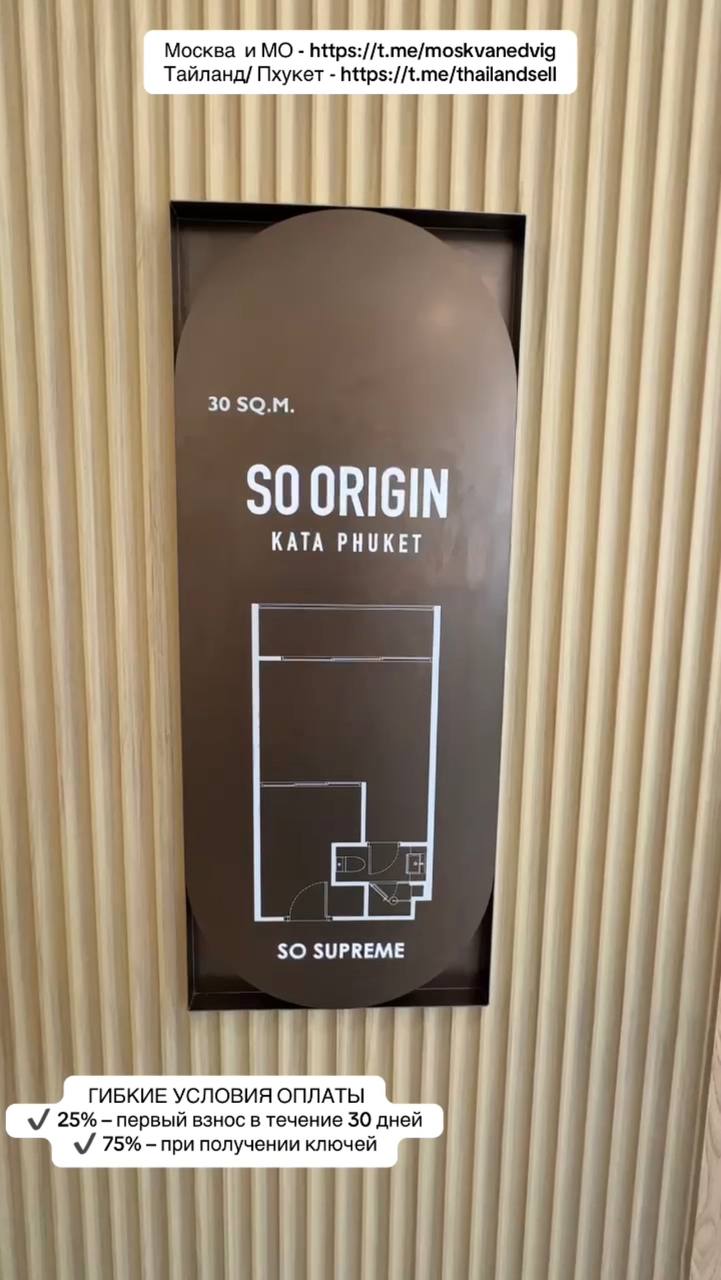 Москва и МО - https://t.me/moskvanedvig
Тайланд/ Пхукет - https://t.me/thailandsell
30 SQ.M.
SO ORIGIN
KATA PHUKET
SO SUPREME
ГИБКИЕ УСЛОВИЯ ОПЛАТЫ
✔️ 25% – первый взнос в течение 30 дней
✔️ 75% – при получении ключей